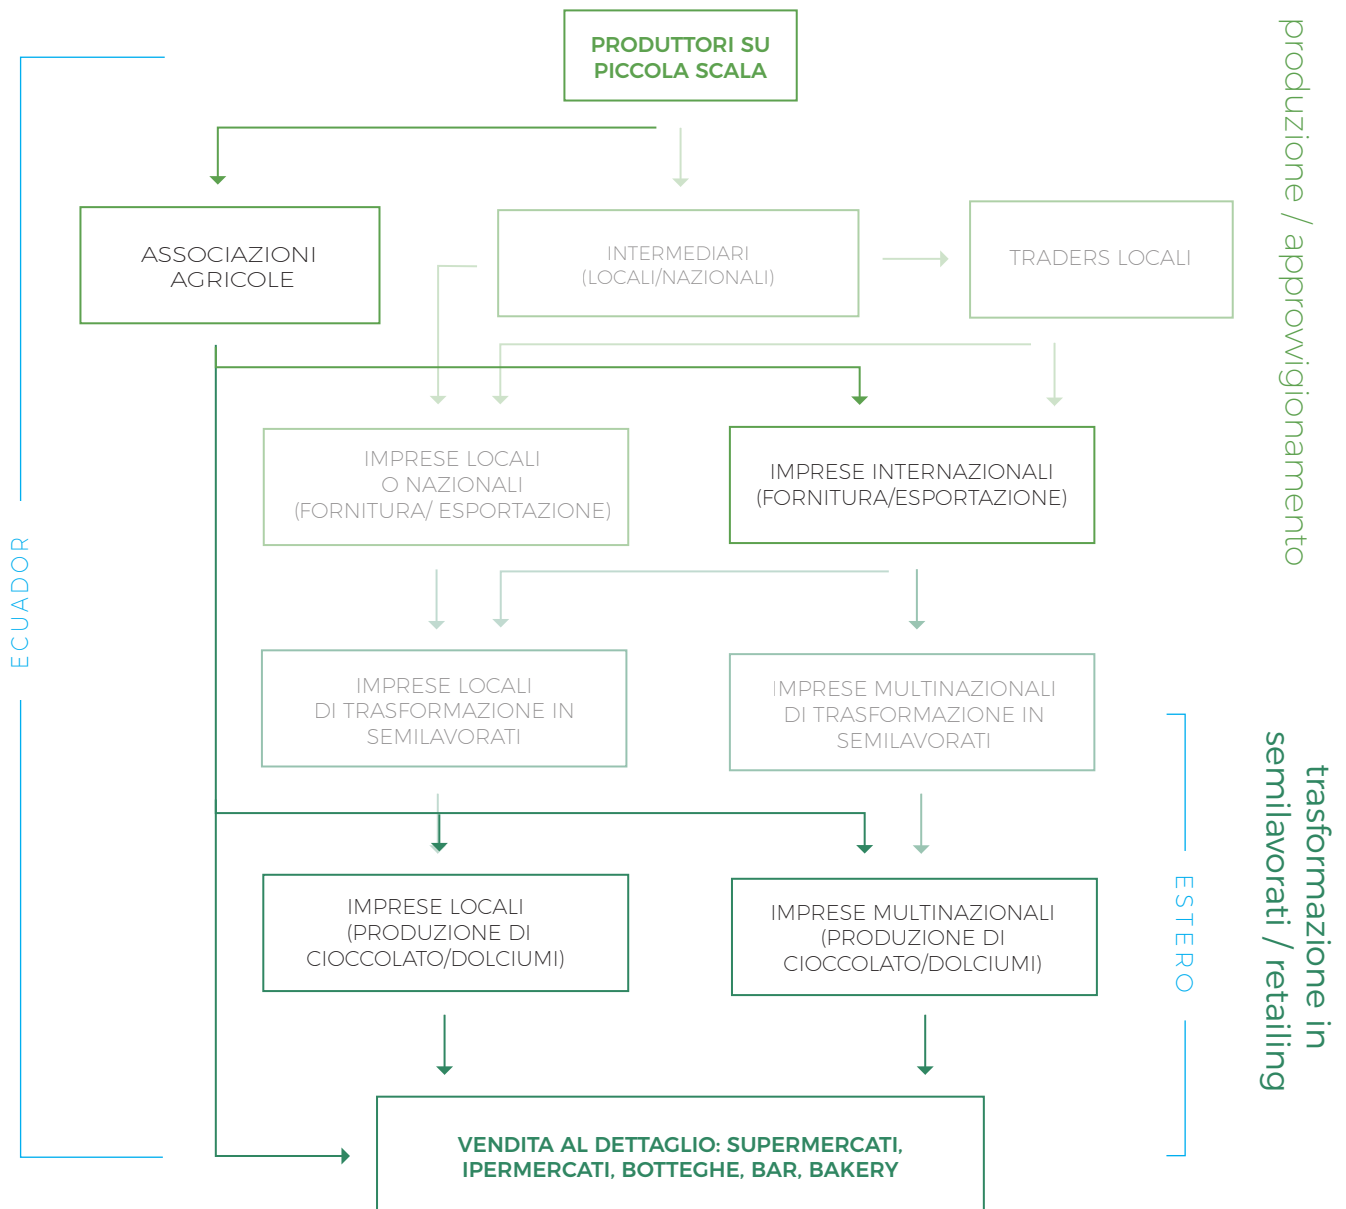 PRODUTTORI SU
PICCOLA SCALA
ASSOCIAZIONI
AGRICOLE
INTERMEDIARI
(LOCALI/NAZIONALI)
TRADERS LOCALI
IMPRESE LOCALI
O NAZIONALI
(FORNITURA/ ESPORTAZIONE)
IMPRESE INTERNAZIONALI
(FORNITURA/ESPORTAZIONE)
IMPRESE LOCALI
DI TRASFORMAZIONE IN
SEMILAVORATI
IMPRESE MULTINAZIONALI
DI TRASFORMAZIONE IN
SEMILAVORATI
IMPRESE LOCALI
(PRODUZIONE DI
CIOCCOLATO/DOLCIUMI)
IMPRESE MULTINAZIONALI
(PRODUZIONE DI
CIOCCOLATO/DOLCIUMI)
VENDITA AL DETTAGLIO: SUPERMERCATI,
IPERMERCATI, BOTTEGHE, BAR, BAKERY
ECUADOR
ESTERO
produzione / approvvigionamento
trasformazione in
semilavorati / retailing